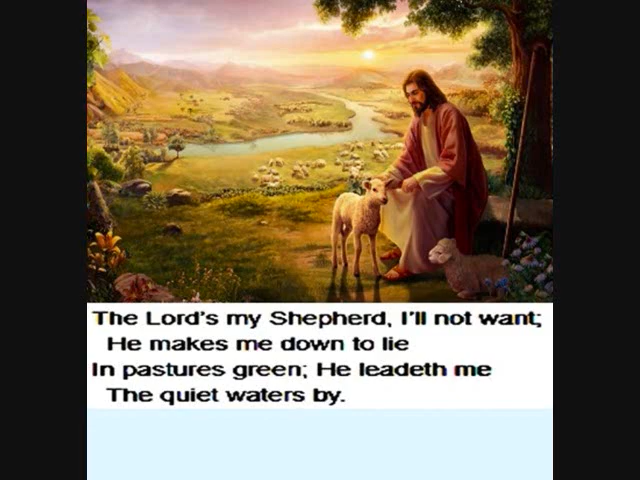 The Lord's my Shepherd, I'll not want;
He makes me down to lie
In pastures green; He leadeth me
The quiet waters by.